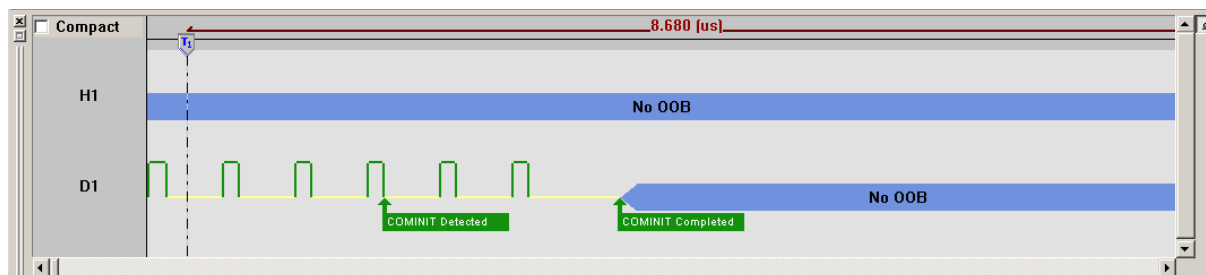 Compact
8.680 [us]
T1
H1
No OOB
D1
No OOB
COMINIT Detected
COMINIT Completed